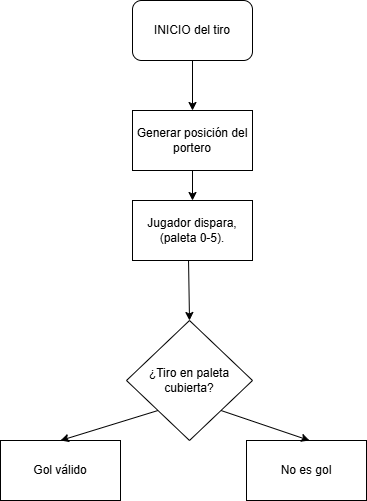 INICIO del tiro
Generar posición del
portero
Jugador dispara,
(paleta 0-5).
¿Tiro en paleta
cubierta?
Gol válido
No es gol